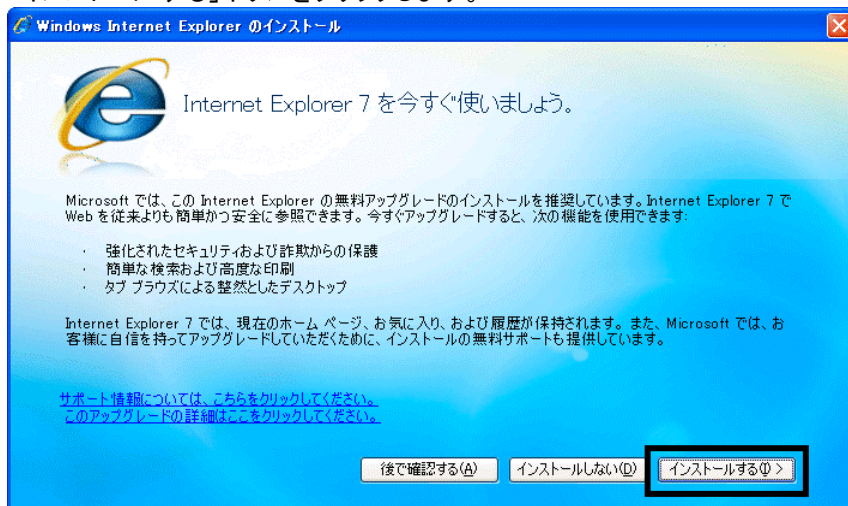 Windows Internet Explorer のインストール
Internet Explorer 7 を今すぐ使いましょう。
Microsoft では、この Internet Explorer の無料アップグレードのインストールを推奨しています。Internet Explorer 7 で
Web を従来よりも簡単かつ安全に参照できます。今すぐアップグレードすると、次の機能を使用できます:
・ 強化されたセキュリティおよび詐欺からの保護
・ 簡単な検索および高度な印刷
・ タブ ブラウズによる整然としたデスクトップ
Internet Explorer 7 では、現在のホーム ページ、お気に入り、および履歴が保持されます。また、Microsoft では、お
客様に自信を持ってアップグレードしていただくために、インストールの無料サポートも提供しています。
サポート情報については、こちらをクリックしてください。
このアップグレードの詳細はここをクリックしてください。
後で確認する(A) インストールしない(D) インストールする(I) >